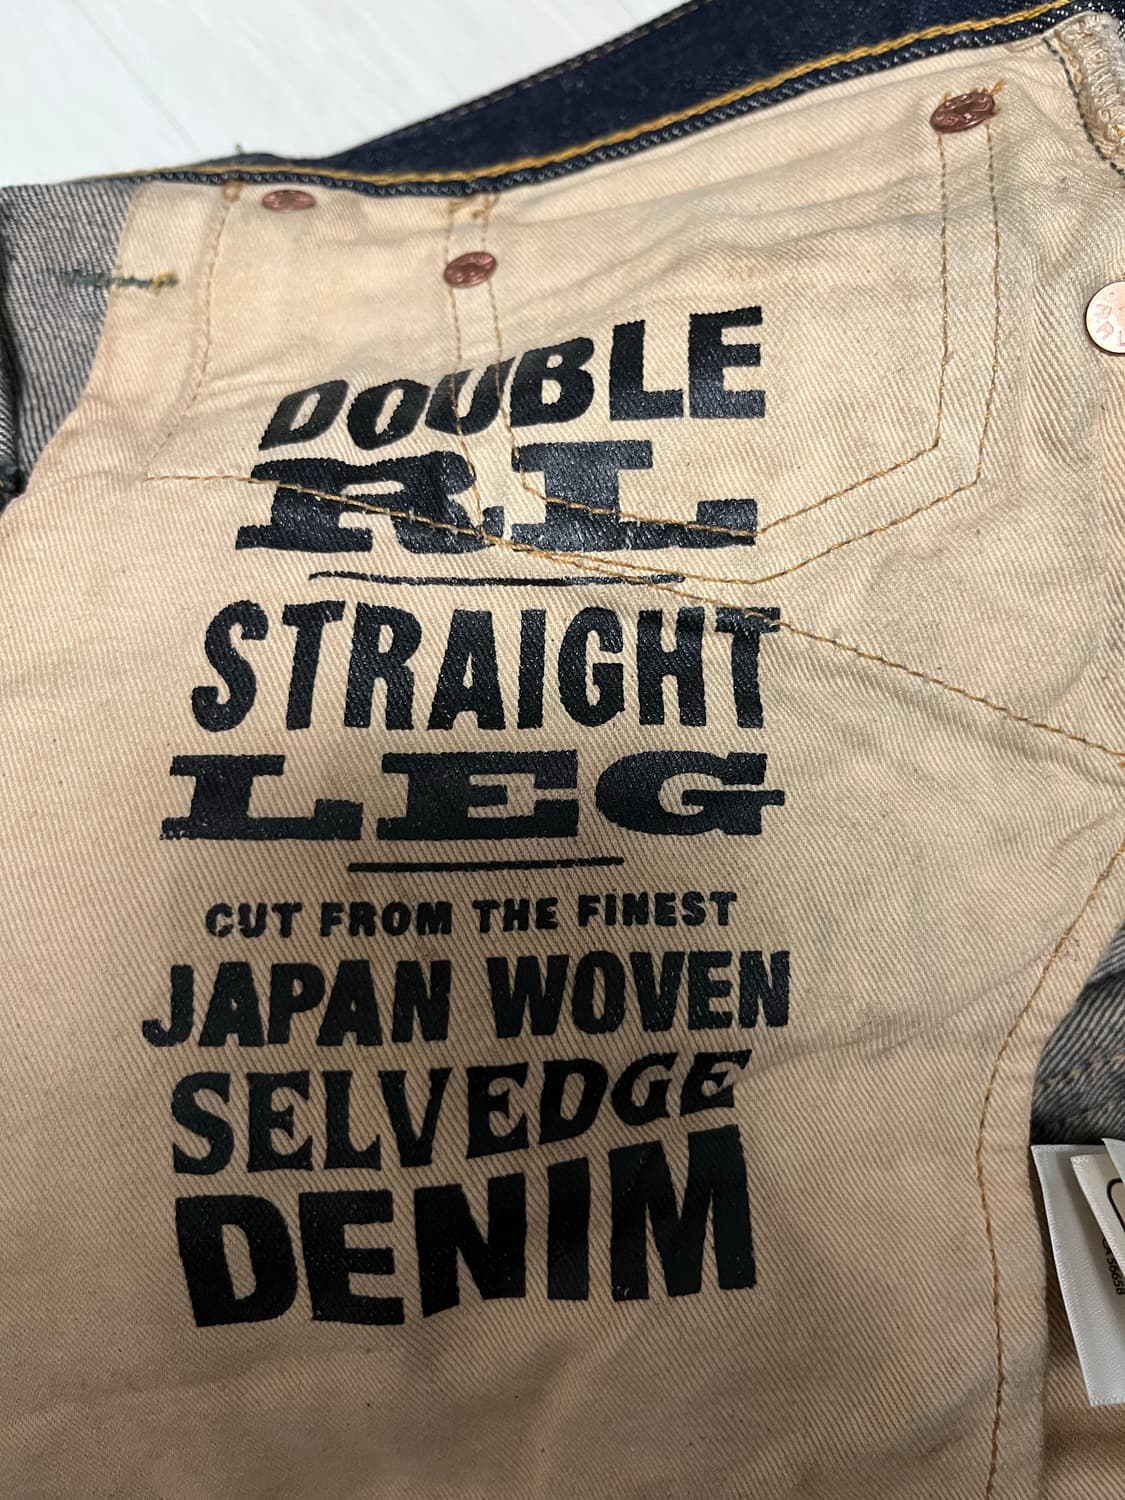 DOUBLE
RL
STRAIGHT
LEG
CUT FROM THE FINEST
JAPAN WOVEN
SELVEDGE
DENIM